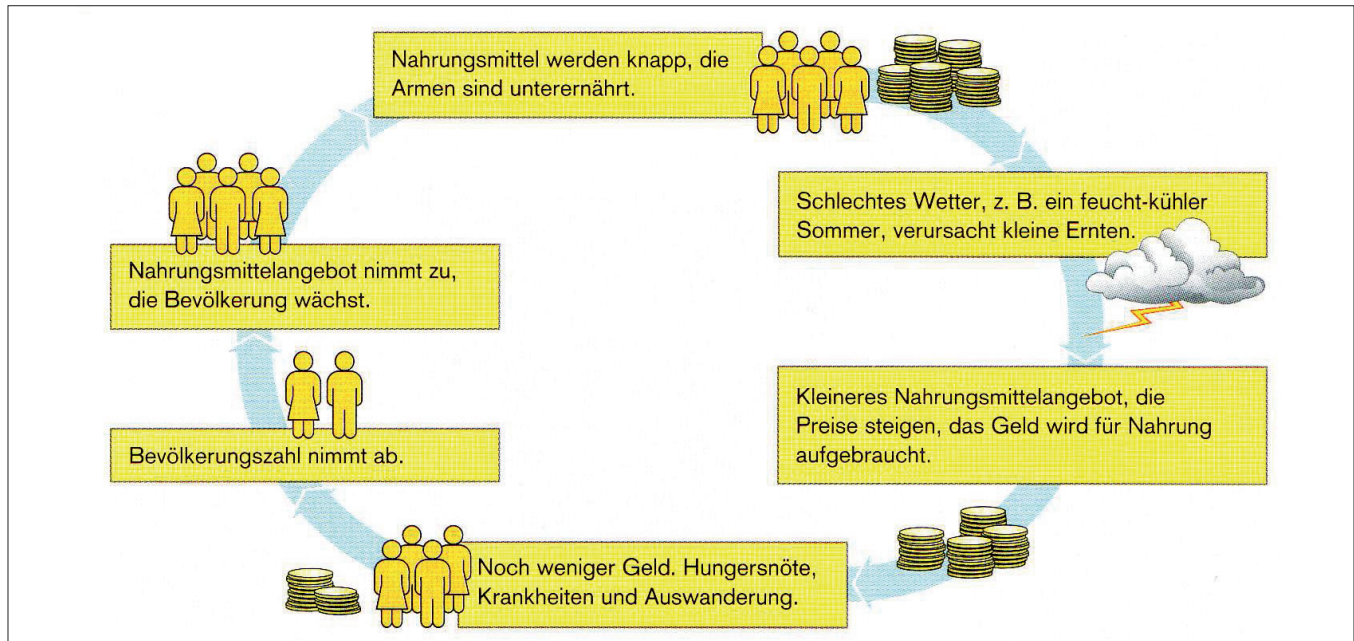 Nahrungsmittel werden knapp, die
Armen sind unterernährt.
Schlechtes Wetter, z. B. ein feucht-kühler
Sommer, verursacht kleine Ernten.
Kleineres Nahrungsmittelangebot, die
Preise steigen, das Geld wird für Nahrung
aufgebraucht.
Noch weniger Geld. Hungersnöte,
Krankheiten und Auswanderung.
Bevölkerungszahl nimmt ab.
Nahrungsmittelangebot nimmt zu,
die Bevölkerung wächst.